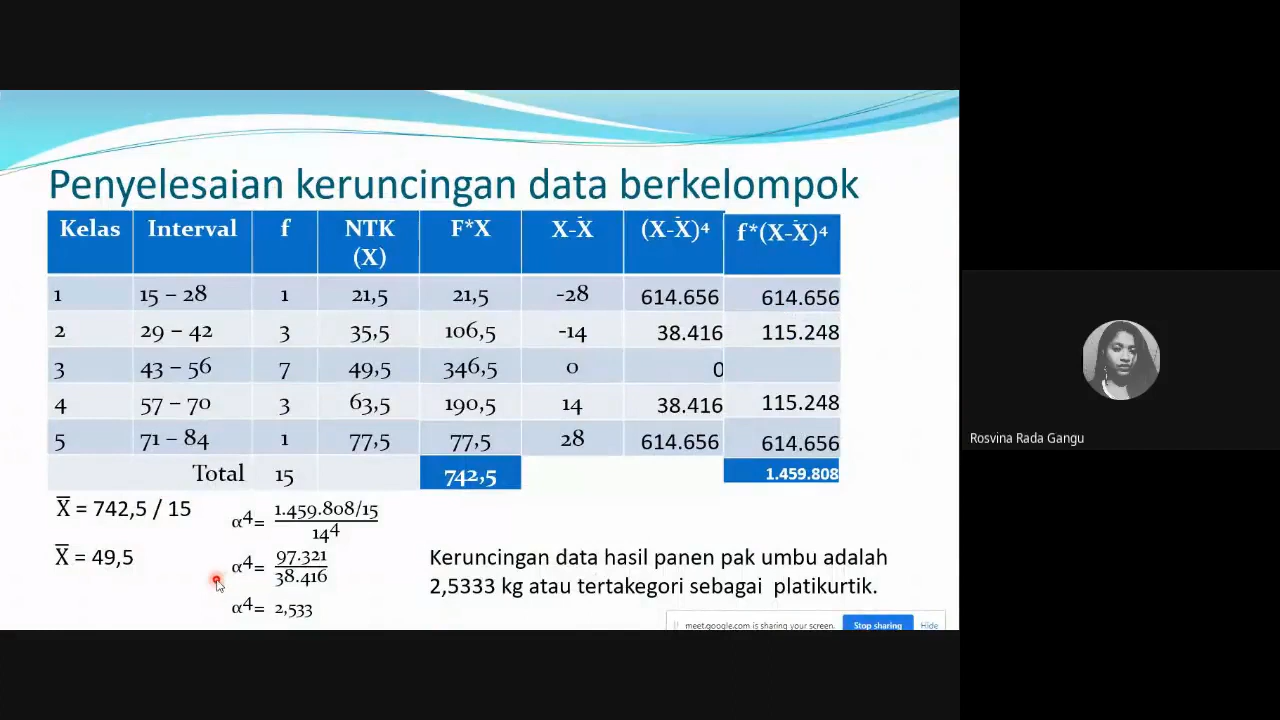 Penyelesaian keruncingan data berkelompok
Kelas Interval f NTK (X) F*X X-Ẋ (X-Ẋ)⁴ f*(X-Ẋ)⁴
1 15 – 28 1 21,5 21,5 -28 614.656 614.656
2 29 – 42 3 35,5 106,5 -14 38.416 115.248
3 43 – 56 7 49,5 346,5 0 0
4 57 – 70 3 63,5 190,5 14 38.416 115.248
5 71 – 84 1 77,5 77,5 28 614.656 614.656
Total 15 742,5 1.459.808
X̅ = 742,5 / 15
X̅ = 49,5
α⁴= 1.459.808/15
14⁴
α⁴= 97.321
38.416
α⁴= 2,533
Keruncingan data hasil panen pak umbu adalah
2,5333 kg atau tertakegori sebagai platikurtik.
meet.google.com is sharing your screen. Stop sharing Hide
Rosvina Rada Gangu